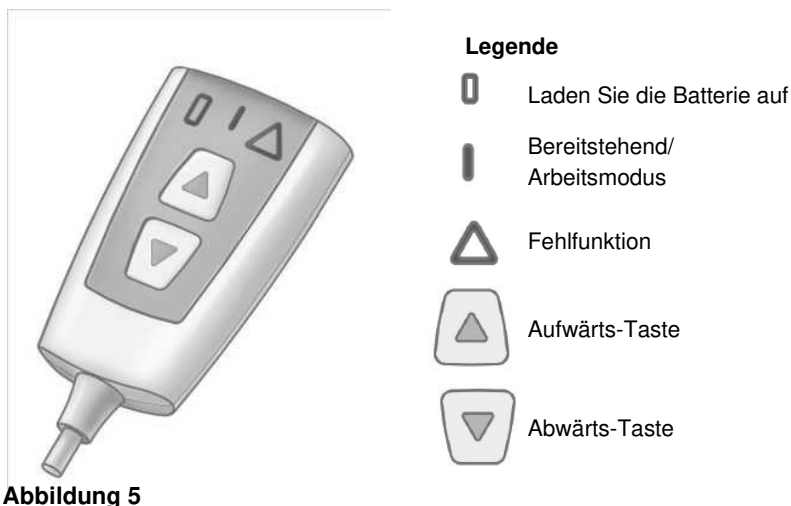 Legende
Laden Sie die Batterie auf
Bereitstehend/
Arbeitsmodus
Fehlfunktion
Aufwärts-Taste
Abwärts-Taste
Abbildung 5